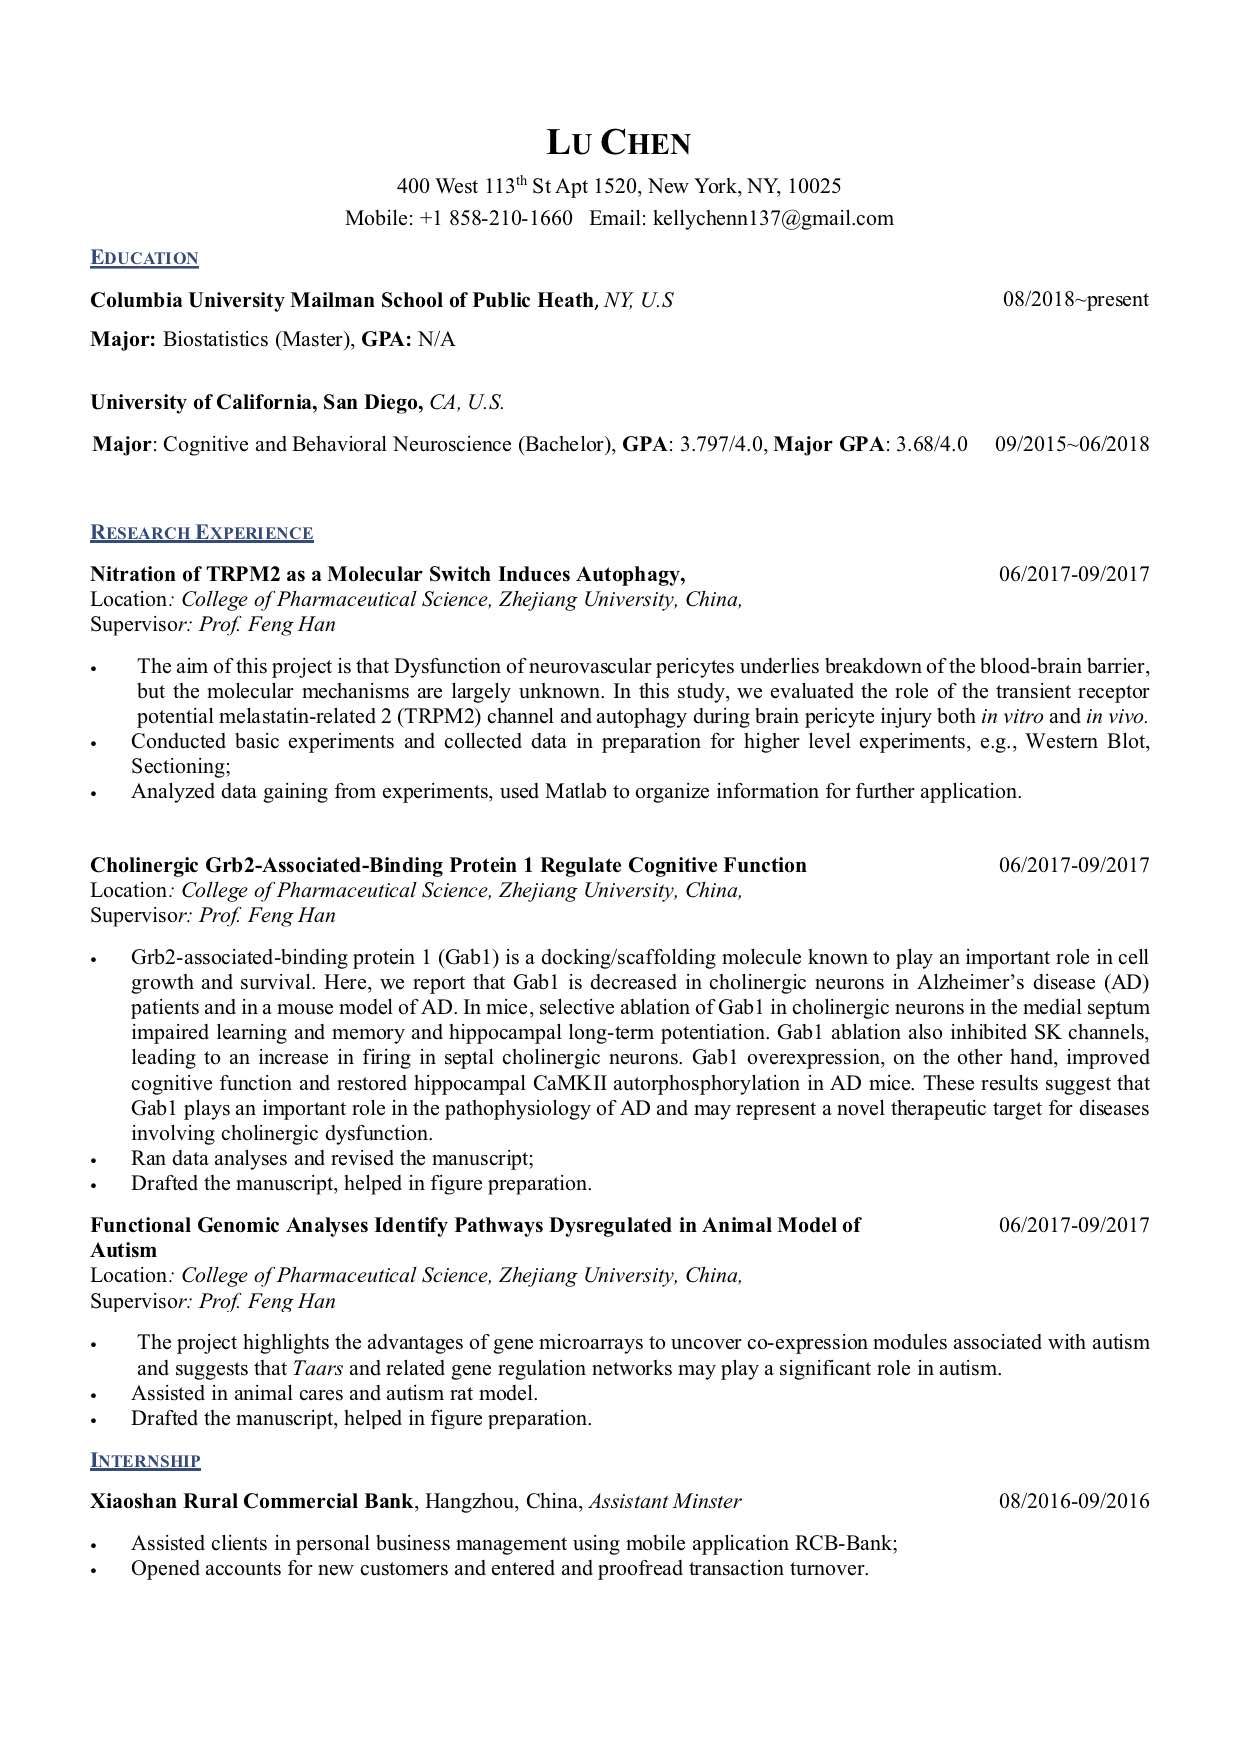 LU CHEN
400 West 113th St Apt 1520, New York, NY, 10025
Mobile: +1 858-210-1660 Email: kellychenn137@gmail.com
EDUCATION
Columbia University Mailman School of Public Heath, NY, U.S 08/2018~present
Major: Biostatistics (Master), GPA: N/A
University of California, San Diego, CA, U.S.
Major: Cognitive and Behavioral Neuroscience (Bachelor), GPA: 3.797/4.0, Major GPA: 3.68/4.0 09/2015~06/2018
RESEARCH EXPERIENCE
Nitration of TRPM2 as a Molecular Switch Induces Autophagy, 06/2017-09/2017
Location: College of Pharmaceutical Science, Zhejiang University, China,
Supervisor: Prof. Feng Han
• The aim of this project is that Dysfunction of neurovascular pericytes underlies breakdown of the blood-brain barrier,
but the molecular mechanisms are largely unknown. In this study, we evaluated the role of the transient receptor
potential melastatin-related 2 (TRPM2) channel and autophagy during brain pericyte injury both in vitro and in vivo.
• Conducted basic experiments and collected data in preparation for higher level experiments, e.g., Western Blot,
Sectioning;
• Analyzed data gaining from experiments, used Matlab to organize information for further application.
Cholinergic Grb2-Associated-Binding Protein 1 Regulate Cognitive Function 06/2017-09/2017
Location: College of Pharmaceutical Science, Zhejiang University, China,
Supervisor: Prof. Feng Han
• Grb2-associated-binding protein 1 (Gab1) is a docking/scaffolding molecule known to play an important role in cell
growth and survival. Here, we report that Gab1 is decreased in cholinergic neurons in Alzheimer’s disease (AD)
patients and in a mouse model of AD. In mice, selective ablation of Gab1 in cholinergic neurons in the medial septum
impaired learning and memory and hippocampal long-term potentiation. Gab1 ablation also inhibited SK channels,
leading to an increase in firing in septal cholinergic neurons. Gab1 overexpression, on the other hand, improved
cognitive function and restored hippocampal CaMKII autorphosphorylation in AD mice. These results suggest that
Gab1 plays an important role in the pathophysiology of AD and may represent a novel therapeutic target for diseases
involving cholinergic dysfunction.
• Ran data analyses and revised the manuscript;
• Drafted the manuscript, helped in figure preparation.
Functional Genomic Analyses Identify Pathways Dysregulated in Animal Model of 06/2017-09/2017
Autism
Location: College of Pharmaceutical Science, Zhejiang University, China,
Supervisor: Prof. Feng Han
• The project highlights the advantages of gene microarrays to uncover co-expression modules associated with autism
and suggests that Taars and related gene regulation networks may play a significant role in autism.
• Assisted in animal cares and autism rat model.
• Drafted the manuscript, helped in figure preparation.
INTERNSHIP
Xiaoshan Rural Commercial Bank, Hangzhou, China, Assistant Minster 08/2016-09/2016
• Assisted clients in personal business management using mobile application RCB-Bank;
• Opened accounts for new customers and entered and proofread transaction turnover.